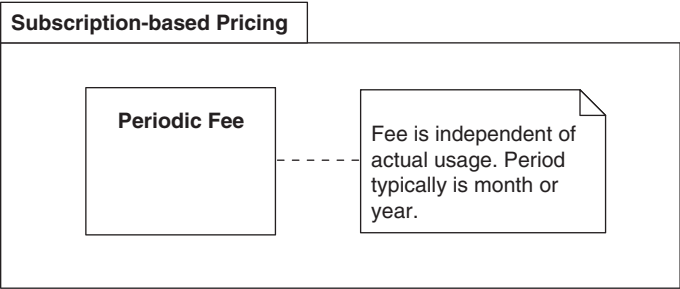 Subscription-based Pricing
Periodic Fee
Fee is independent of
actual usage. Period
typically is month or
year.